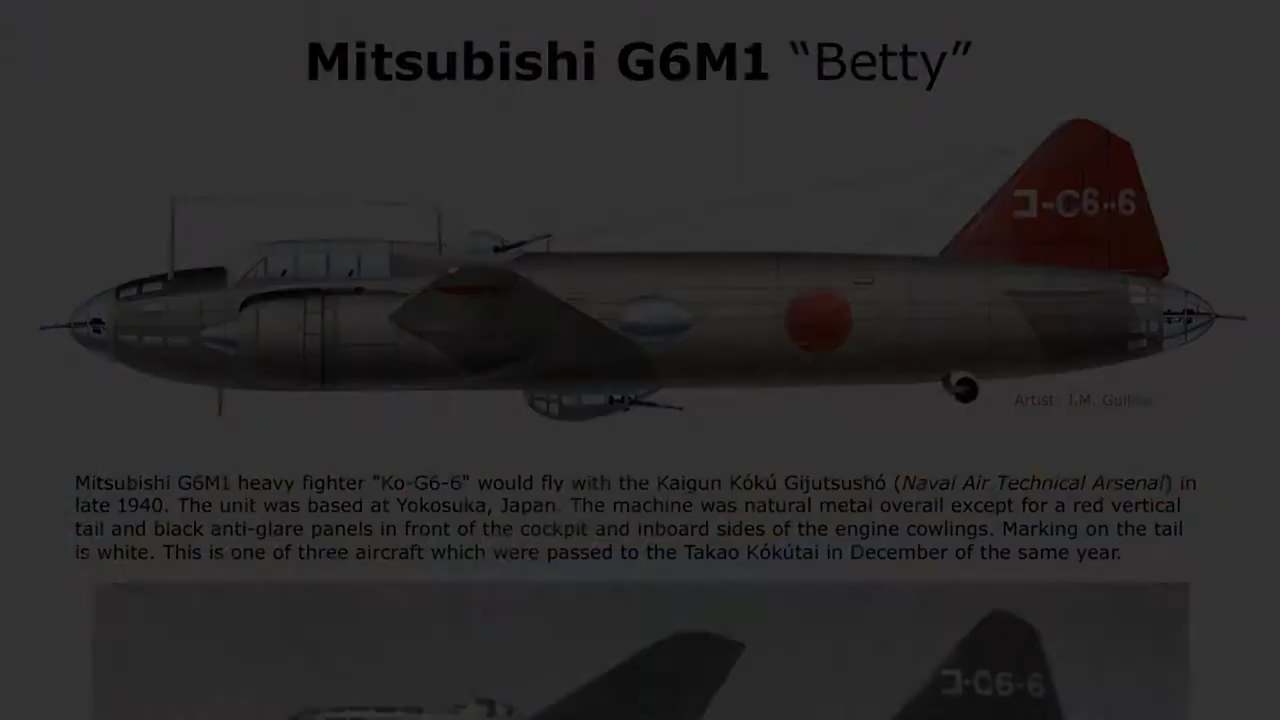 Mitsubishi G6M1 “Betty”
コ-C6-6
Artist: J.M. Guillou
Mitsubishi G6M1 heavy fighter "Ko-G6-6" would fly with the Kaigun Kókú Gijutsushó (Naval Air Technical Arsenal) in
late 1940. The unit was based at Yokosuka, Japan. The machine was natural metal overall except for a red vertical
tail and black anti-glare panels in front of the cockpit and inboard sides of the engine cowlings. Marking on the tail
is white. This is one of three aircraft which were passed to the Takao Kókútai in December of the same year.
コ-C6-6